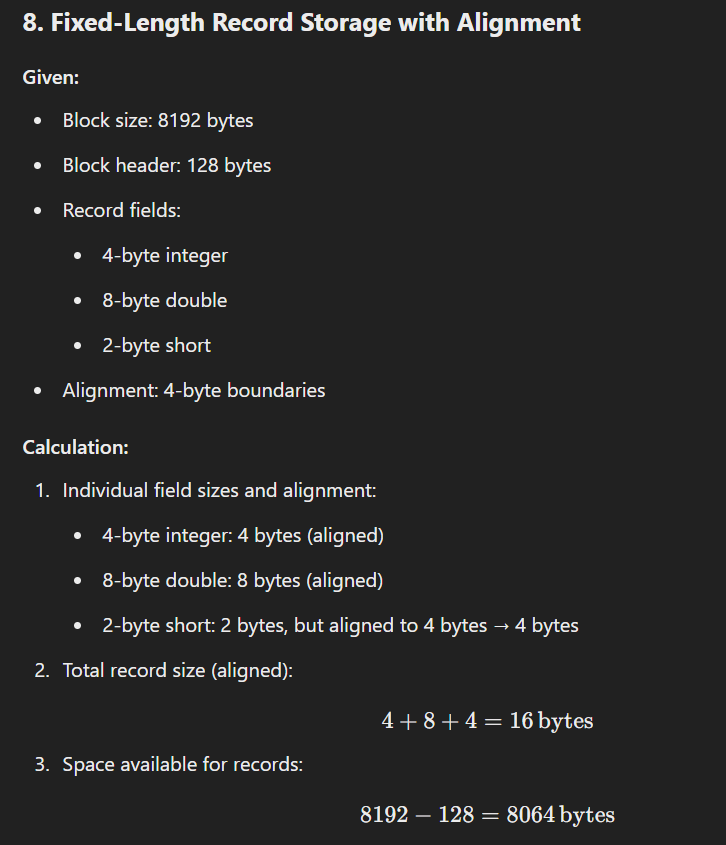 8. Fixed-Length Record Storage with Alignment
Given:
• Block size: 8192 bytes
• Block header: 128 bytes
• Record fields:
• 4-byte integer
• 8-byte double
• 2-byte short
• Alignment: 4-byte boundaries
Calculation:
1. Individual field sizes and alignment:
• 4-byte integer: 4 bytes (aligned)
• 8-byte double: 8 bytes (aligned)
• 2-byte short: 2 bytes, but aligned to 4 bytes → 4 bytes
2. Total record size (aligned):
4 + 8 + 4 = 16 bytes
3. Space available for records:
8192 − 128 = 8064 bytes